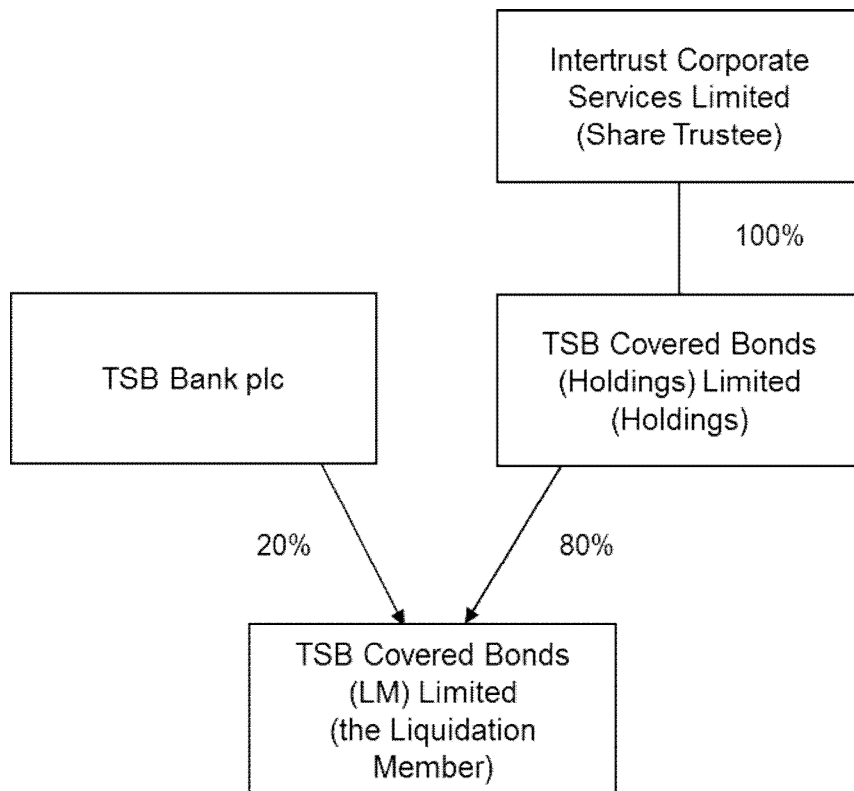 Intertrust Corporate
Services Limited
(Share Trustee)
100%
TSB Bank plc
TSB Covered Bonds
(Holdings) Limited
(Holdings)
20%
80%
TSB Covered Bonds
(LM) Limited
(the Liquidation
Member)